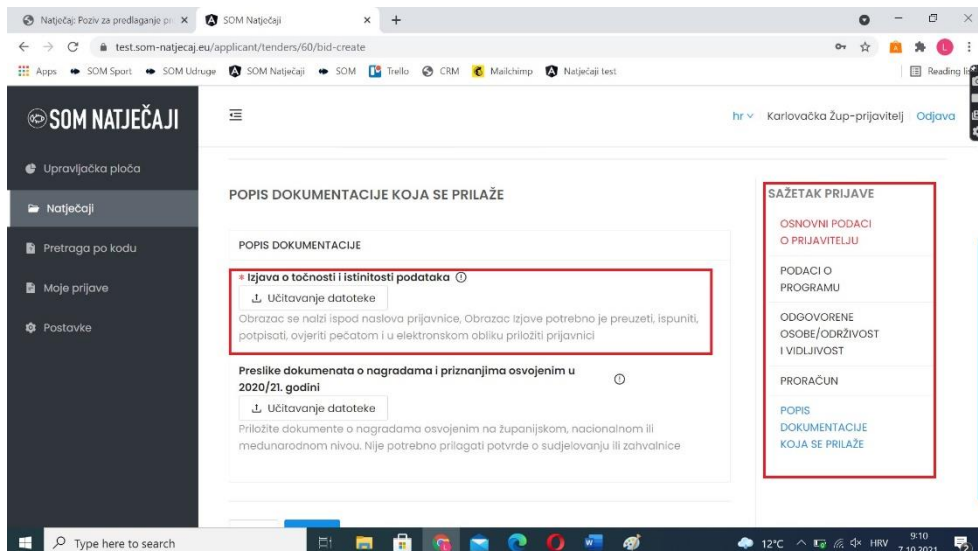 Natječaj: Poziv za predlaganje pr
SOM Natječaji
test.som-natjecaj.eu/applicant/tenders/60/bid-create
Apps SOM Sport SOM Udruge SOM Natječaji SOM Trello CRM Mailchimp Natječaji test Reading lis
SOM NATJEČAJI
hr Karlovačka Žup-prijavitelj Odjava
Upravljačka ploča
Natječaji
Pretraga po kodu
Moje prijave
Postavke
POPIS DOKUMENTACIJE KOJA SE PRILAŽE
POPIS DOKUMENTACIJE
* Izjava o točnosti i istinitosti podataka
Učitavanje datoteke
Obrazac se nalzi ispod naslova prijavnice, Obrazac Izjave potrebno je preuzeti, ispuniti,
potpisati, ovjeriti pečatom i u elektronskom obliku priložiti prijavnici
Preslike dokumenata o nagradama i priznanjima osvojenim u
2020/21. godini
Učitavanje datoteke
Priložite dokumente o nagradama osvojenim na županijskom, nacionalnom ili
međunarodnom nivou. Nije potrebno prilagati potvrde o sudjelovanju ili zahvalnice
SAŽETAK PRIJAVE
OSNOVNI PODACI
O PRIJAVITELJU
PODACI O
PROGRAMU
ODGOVORENE
OSOBE/ODRŽIVOST
I VIDLJIVOST
PRORAČUN
POPIS
DOKUMENTACIJE
KOJA SE PRILAŽE
Type here to search
12°C HRV
9:10
7.10.2021